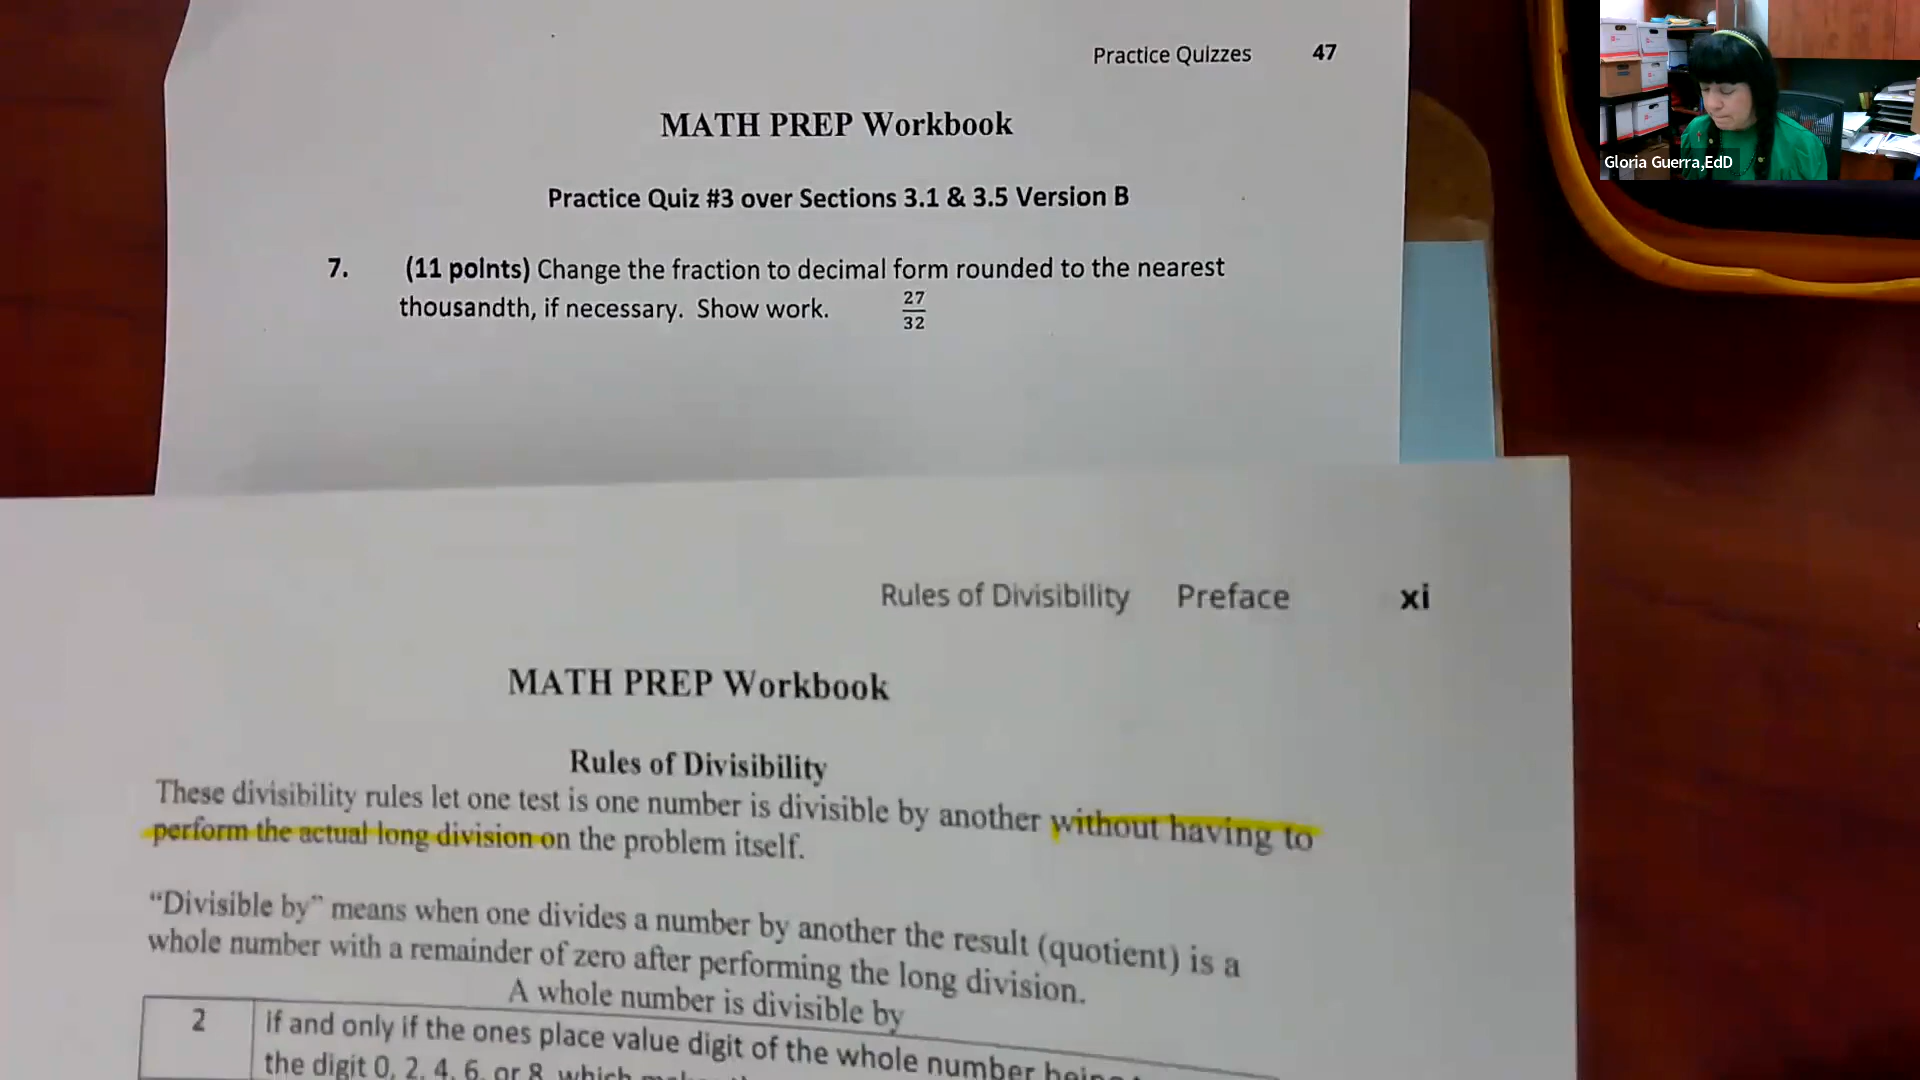 Practice Quizzes 47
MATH PREP Workbook
Practice Quiz #3 over Sections 3.1 & 3.5 Version B
7. (11 points) Change the fraction to decimal form rounded to the nearest
thousandth, if necessary. Show work. 27/32
Gloria Guerra,EdD
Rules of Divisibility Preface xi
MATH PREP Workbook
Rules of Divisibility
These divisibility rules let one test is one number is divisible by another without having to
perform the actual long division on the problem itself.
“Divisible by” means when one divides a number by another the result (quotient) is a
whole number with a remainder of zero after performing the long division.
A whole number is divisible by
2 if and only if the ones place value digit of the whole number being
the digit 0, 2, 4, 6, or 8, which